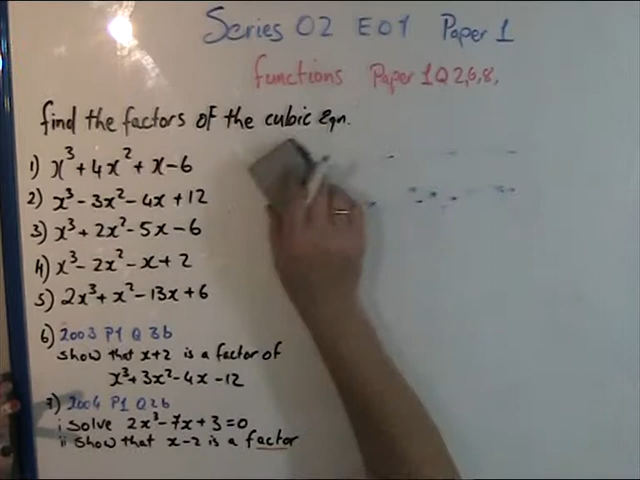 Series 02 E01 Paper 1
functions Paper 1 Q 2,6,8,
find the factors of the cubic Eqn.
1) x³ + 4x² + x - 6
2) x³ - 3x² - 4x + 12
3) x³ + 2x² - 5x - 6
4) x³ - 2x² - x + 2
5) 2x³ + x² - 13x + 6
6) 2003 P1 Q 3b
show that x+2 is a factor of
x³ + 3x² - 4x - 12
7) 2004 P1 Q2b
i solve 2x³ - 7x + 3 = 0
ii show that x - 2 is a factor